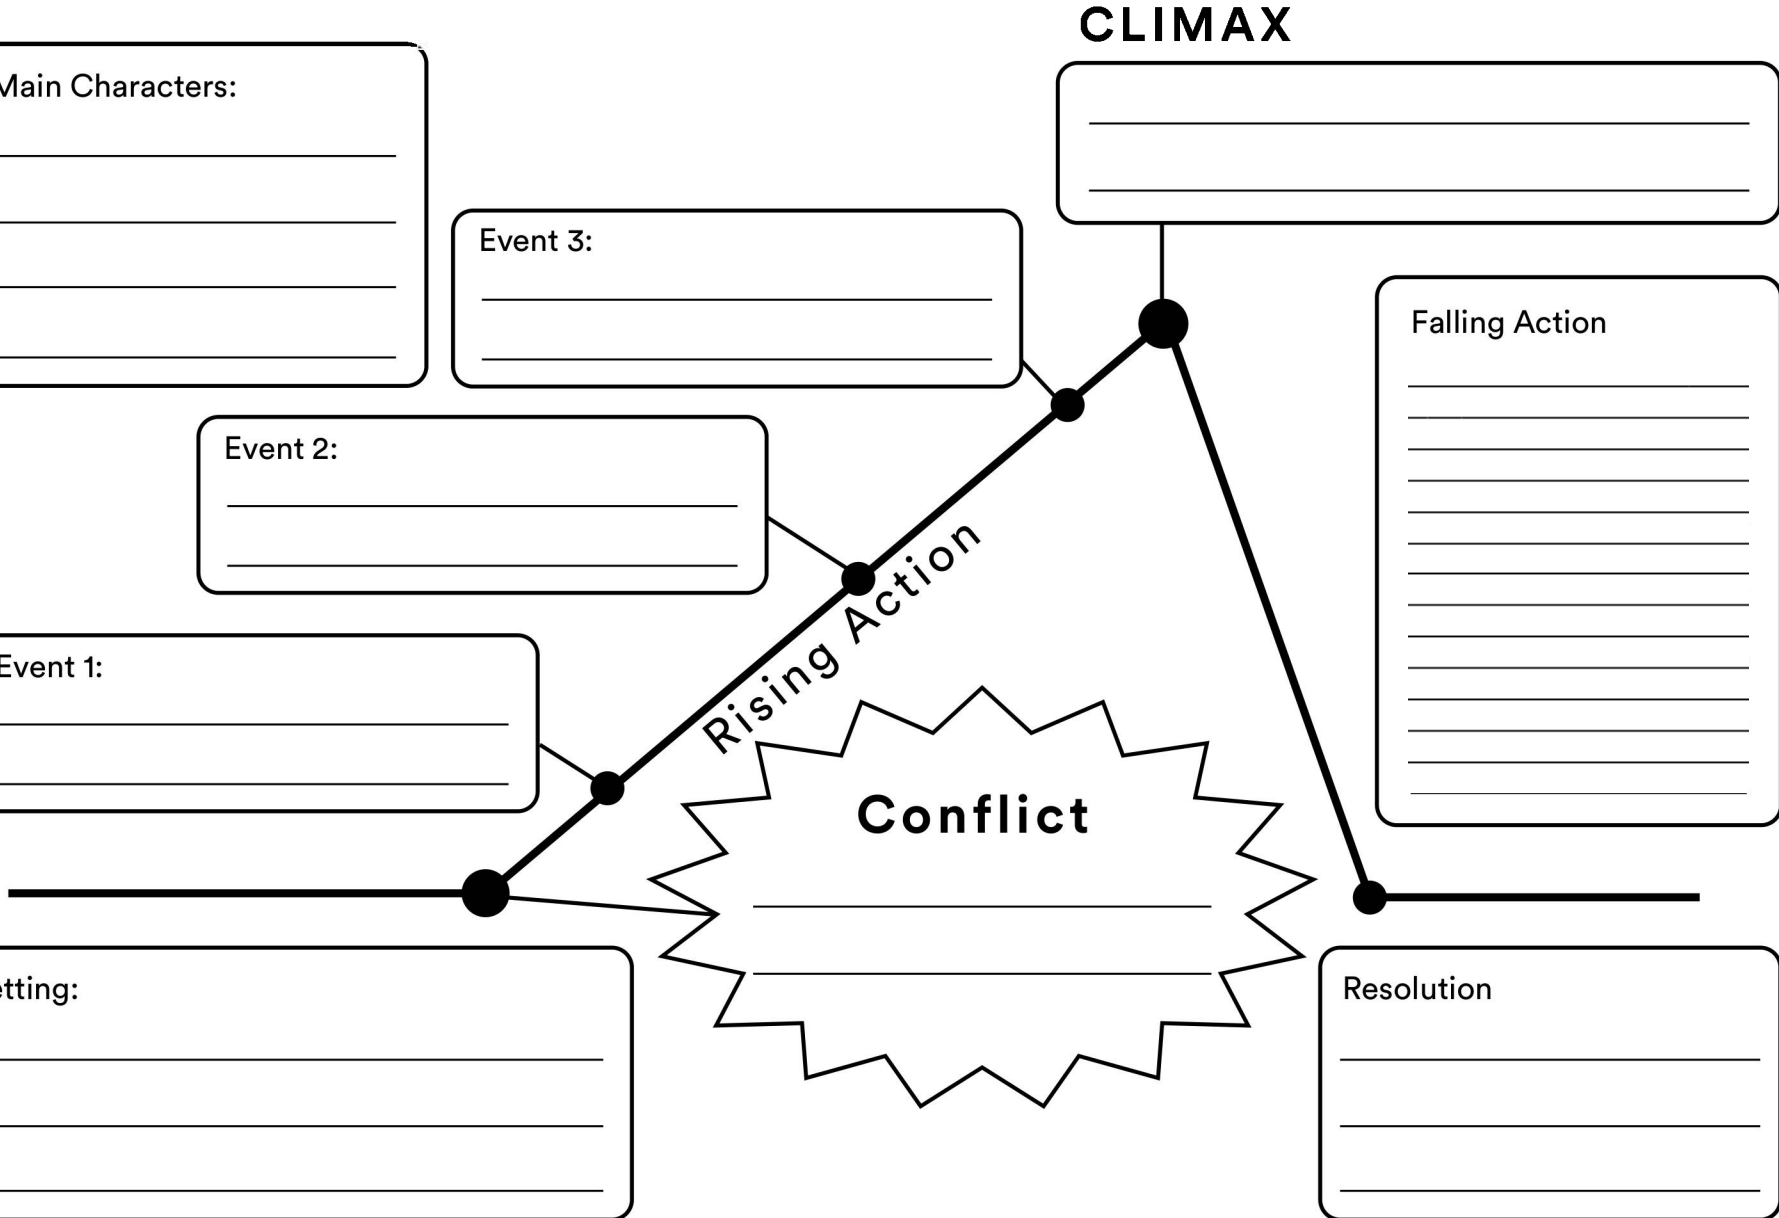 CLIMAX
Main Characters:
Event 3:
Falling Action
Event 2:
Rising Action
Event 1:
Conflict
etting:
Resolution